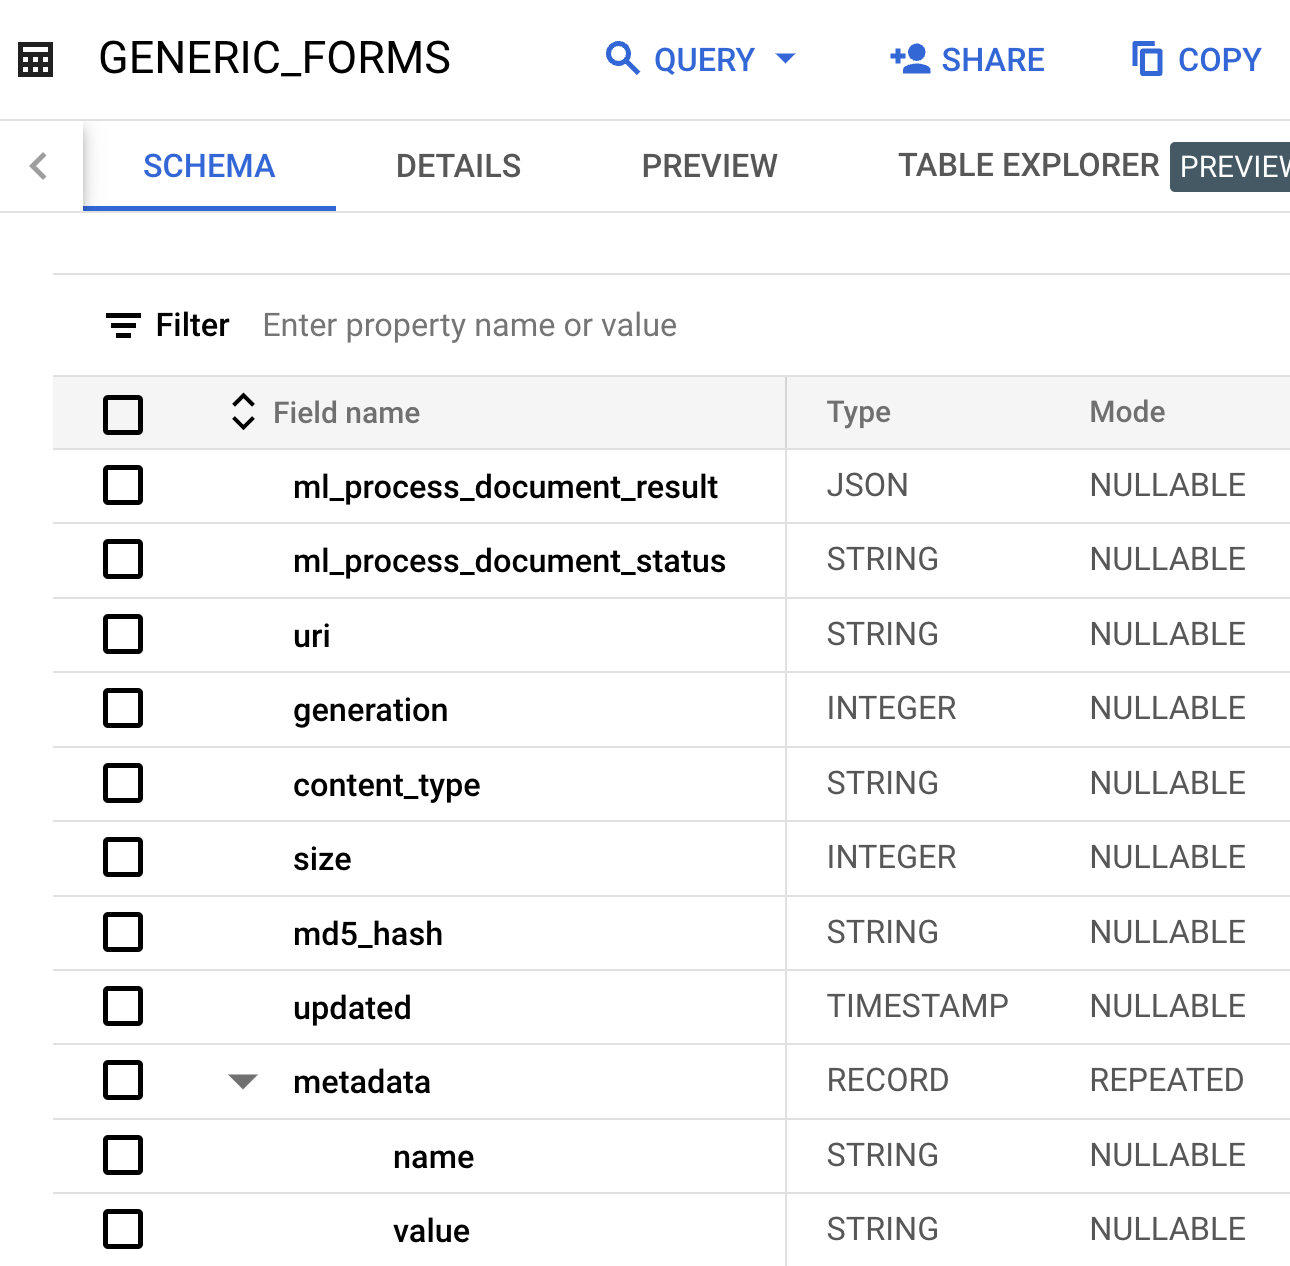 GENERIC_FORMS QUERY SHARE COPY
SCHEMA DETAILS PREVIEW TABLE EXPLORER PREVIEW
Filter Enter property name or value
Field name Type Mode
ml_process_document_result JSON NULLABLE
ml_process_document_status STRING NULLABLE
uri STRING NULLABLE
generation INTEGER NULLABLE
content_type STRING NULLABLE
size INTEGER NULLABLE
md5_hash STRING NULLABLE
updated TIMESTAMP NULLABLE
metadata RECORD REPEATED
name STRING NULLABLE
value STRING NULLABLE